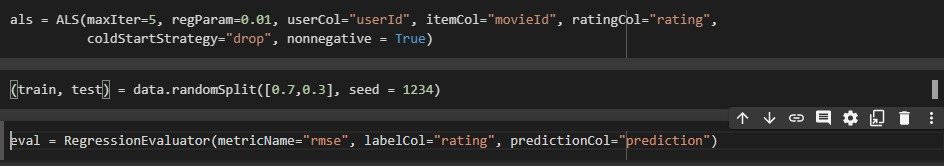 als = ALS(maxIter=5, regParam=0.01, userCol="userId", itemCol="movieId", ratingCol="rating",
coldStartStrategy="drop", nonnegative = True)
(train, test) = data.randomSplit([0.7,0.3], seed = 1234)
eval = RegressionEvaluator(metricName="rmse", labelCol="rating", predictionCol="prediction")